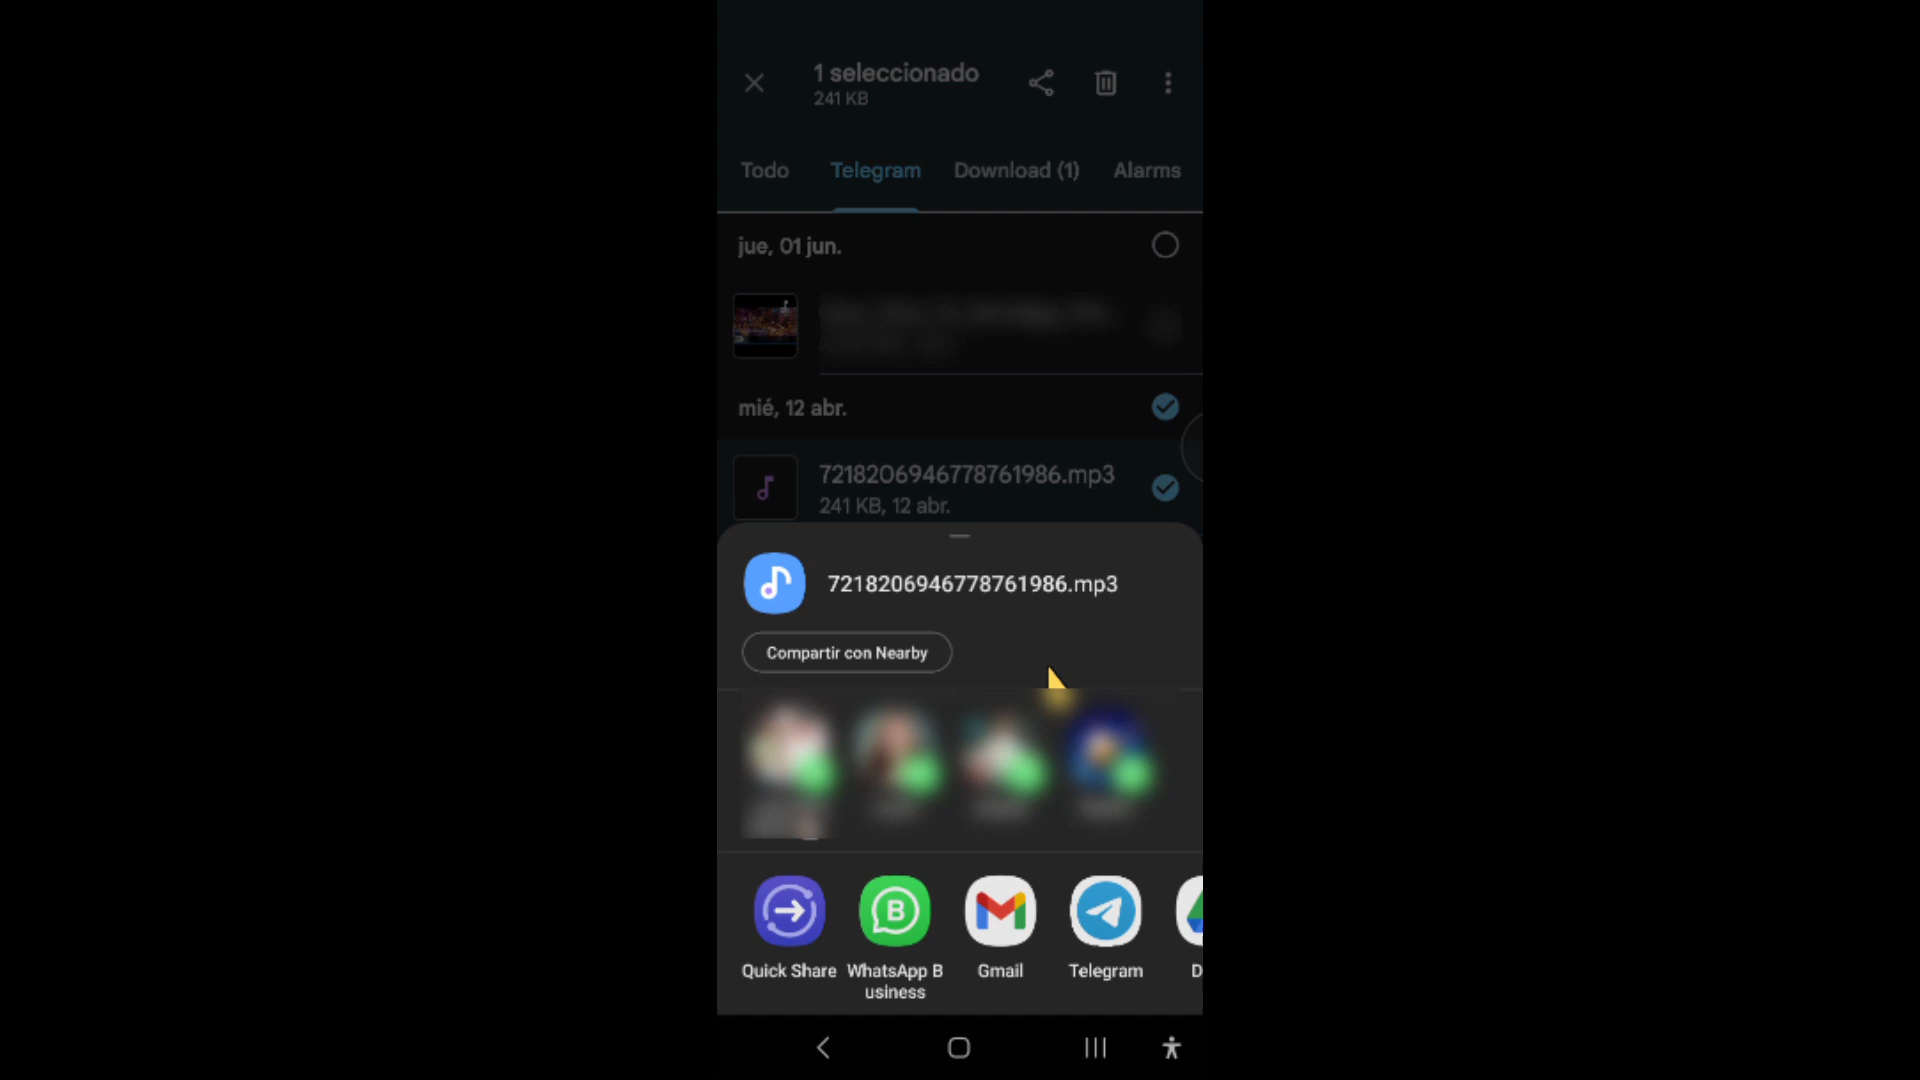 1 seleccionado
241 KB
Todo Telegram Download (1) Alarms
jue, 01 jun.
mié, 12 abr.
7218206946778761986.mp3
241 KB, 12 abr.
7218206946778761986.mp3
Compartir con Nearby
Quick Share WhatsApp B Gmail Telegram D
usiness